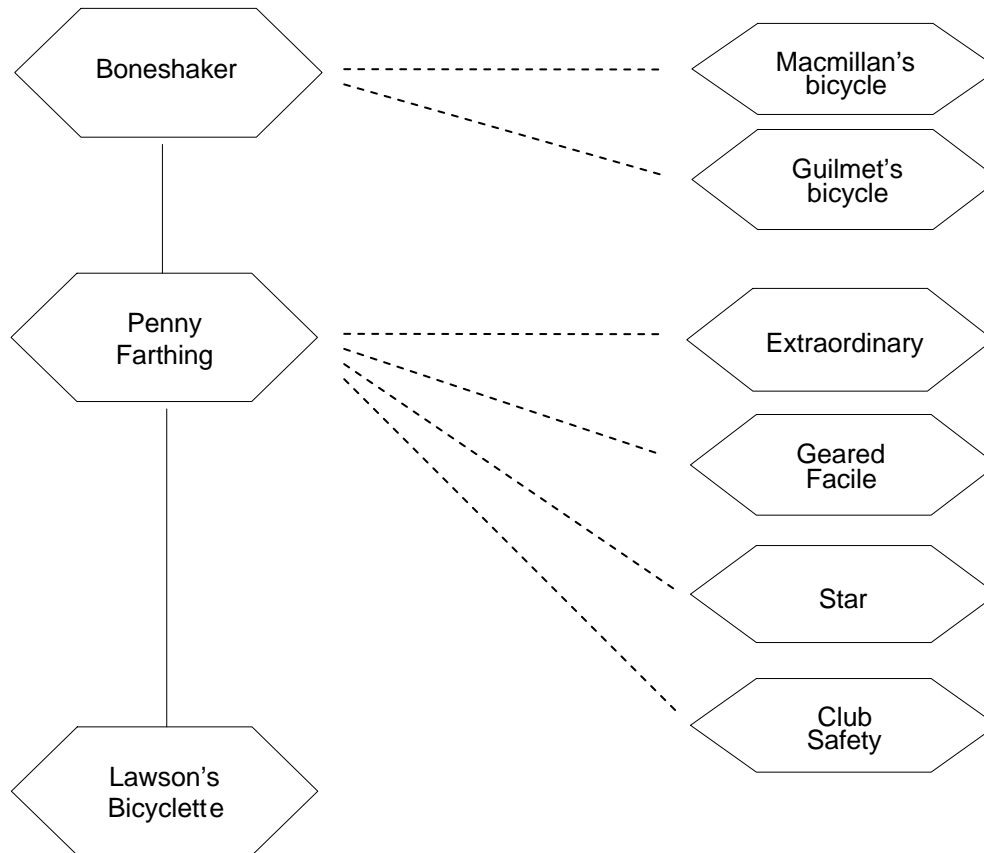 Boneshaker
Macmillan's
bicycle
Guilmet's
bicycle
Penny
Farthing
Extraordinary
Geared
Facile
Star
Club
Safety
Lawson's
Bicyclette